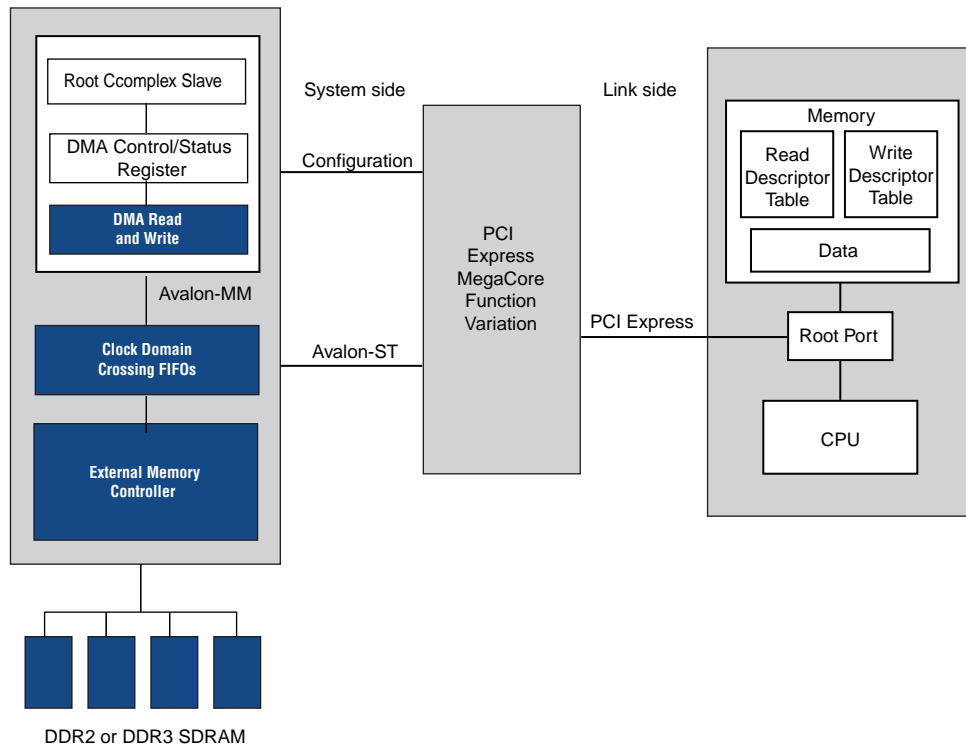 Root Ccomplex Slave
DMA Control/Status
Register
DMA Read
and Write
Avalon-MM
Clock Domain
Crossing FIFOs
External Memory
Controller
DDR2 or DDR3 SDRAM
System side
Configuration
Avalon-ST
PCI
Express
MegaCore
Function
Variation
Link side
PCI Express
Memory
Read
Descriptor
Table
Write
Descriptor
Table
Data
Root Port
CPU